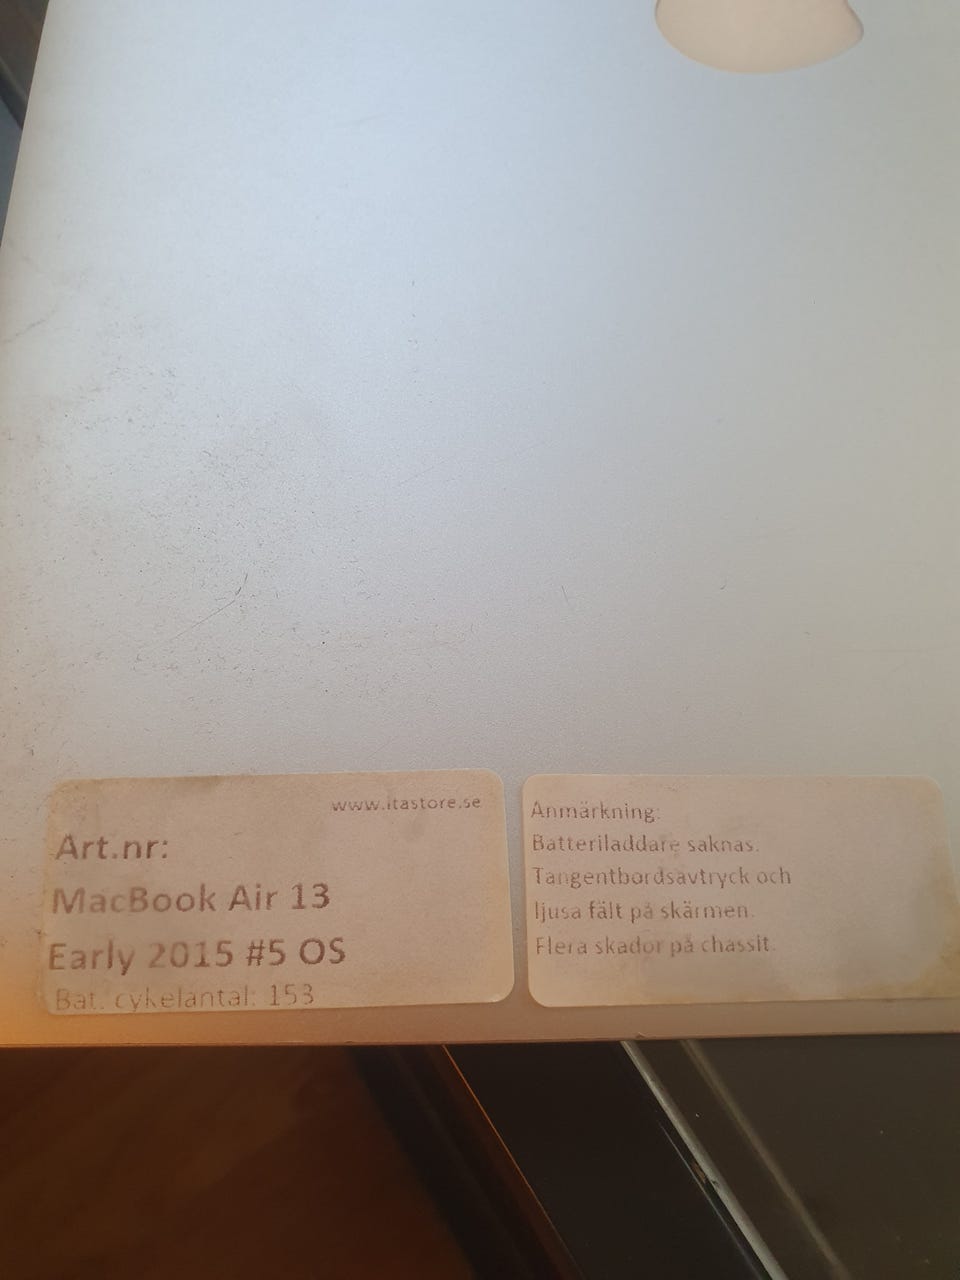 www.itastore.se
Art.nr:
MacBook Air 13
Early 2015 #5 OS
Bat. cykelantal: 153
Anmärkning:
Batteriladdare saknas.
Tangentbordsavtryck och
ljusa fält på skärmen.
Flera skador på chassit.